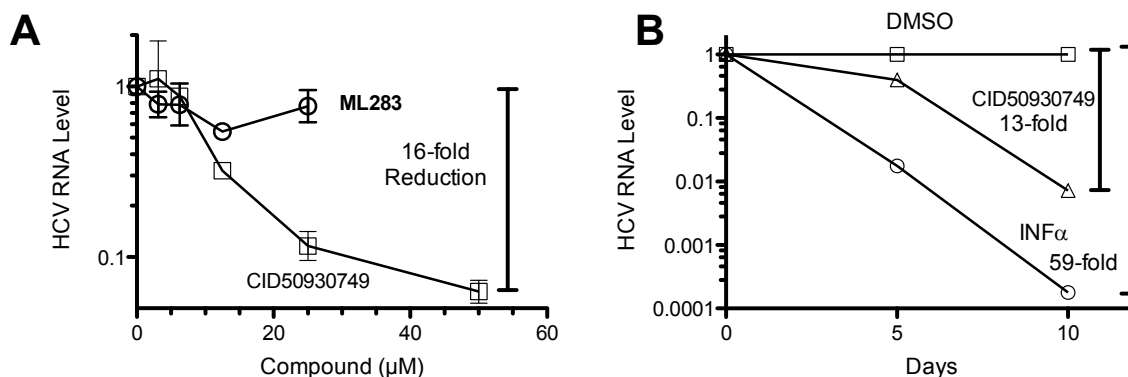 A
HCV RNA Level
1
0.1
ML283
16-fold
Reduction
CID50930749
0
20
40
60
Compound (µM)
B
DMSO
HCV RNA Level
1
0.1
0.01
0.001
0.0001
CID50930749
13-fold
INFα
59-fold
0
5
10
Days